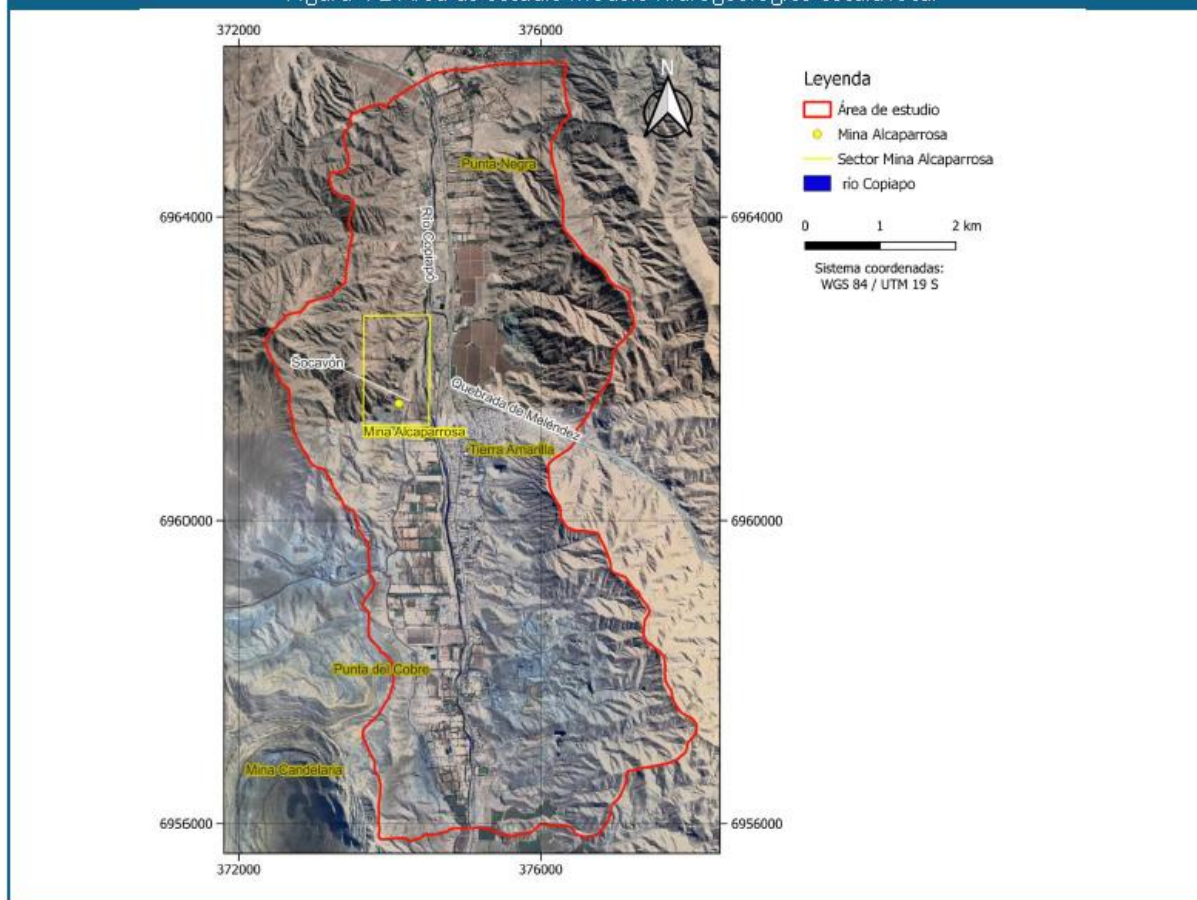 372000
376000
N
Punta Negra
6964000
6964000
Río Copiapó
Socavón
Quebrada de Meléndez
Mina Alcaparrosa
Tierra Amarilla
6960000
6960000
Punta del Cobre
Mina Candelaria
6956000
6956000
372000
376000
Leyenda
Área de estudio
Mina Alcaparrosa
Sector Mina Alcaparrosa
río Copiapo
0 1 2 km
Sistema coordenadas:
WGS 84 / UTM 19 S